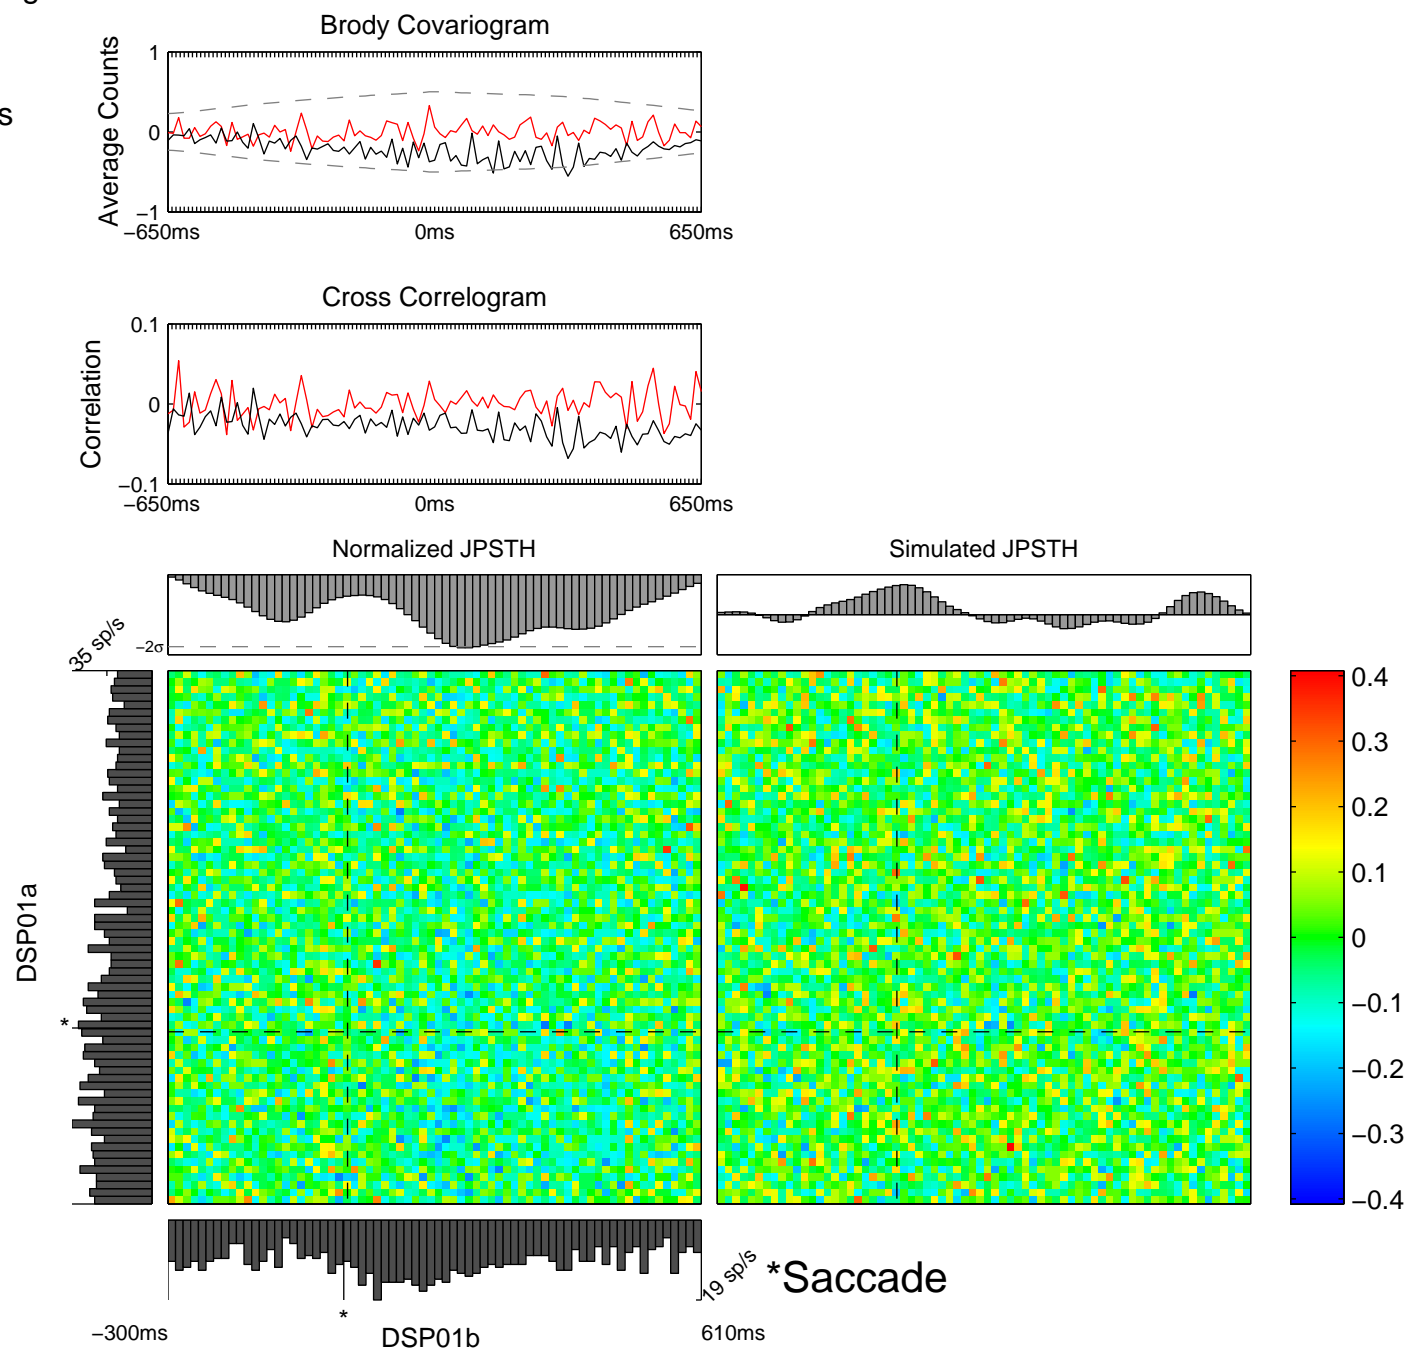 g
Brody Covariogram
s
Average Counts
1
0
−1
−650ms 0ms 650ms
Cross Correlogram
Correlation
0.1
0
−0.1
−650ms 0ms 650ms
Normalized JPSTH
Simulated JPSTH
−2σ
35 sp/s
DSP01a
*
0.4
0.3
0.2
0.1
0
−0.1
−0.2
−0.3
−0.4
19 sp/s
*Saccade
*
−300ms DSP01b 610ms